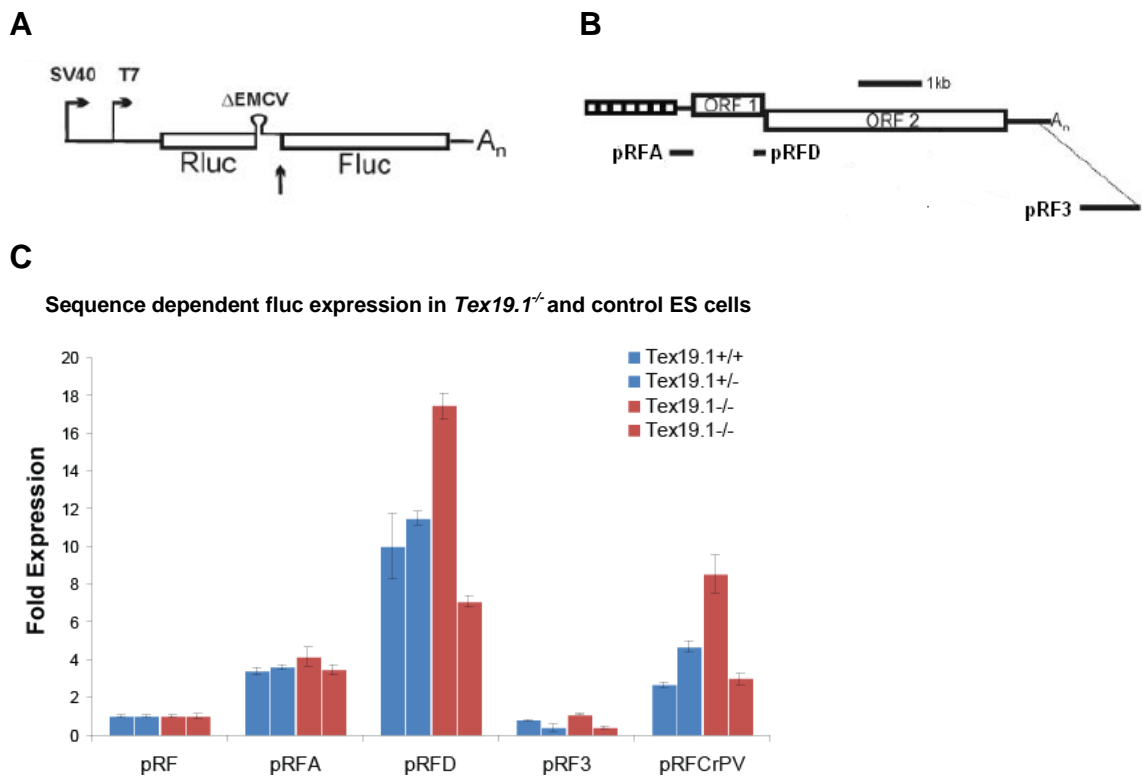 A
SV40 T7
ΔEMCV
Rluc Fluc An
B
1kb
ORF 1
ORF 2
An
pRFA pRFD
pRF3
C
Sequence dependent fluc expression in Tex19.1-/- and control ES cells
Tex19.1+/+
Tex19.1+/-
Tex19.1-/-
Tex19.1-/-
Fold Expression
20
18
16
14
12
10
8
6
4
2
0
pRF pRFA pRFD pRF3 pRFCrPV